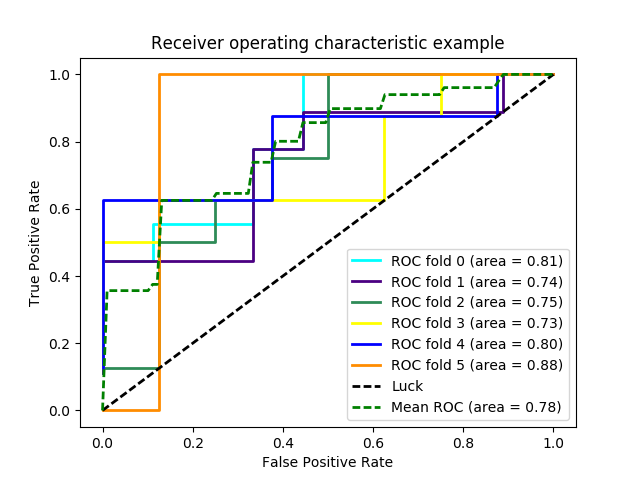 Receiver operating characteristic example
True Positive Rate
1.0
0.8
0.6
0.4
0.2
0.0
ROC fold 0 (area = 0.81)
ROC fold 1 (area = 0.74)
ROC fold 2 (area = 0.75)
ROC fold 3 (area = 0.73)
ROC fold 4 (area = 0.80)
ROC fold 5 (area = 0.88)
Luck
Mean ROC (area = 0.78)
0.0 0.2 0.4 0.6 0.8 1.0
False Positive Rate